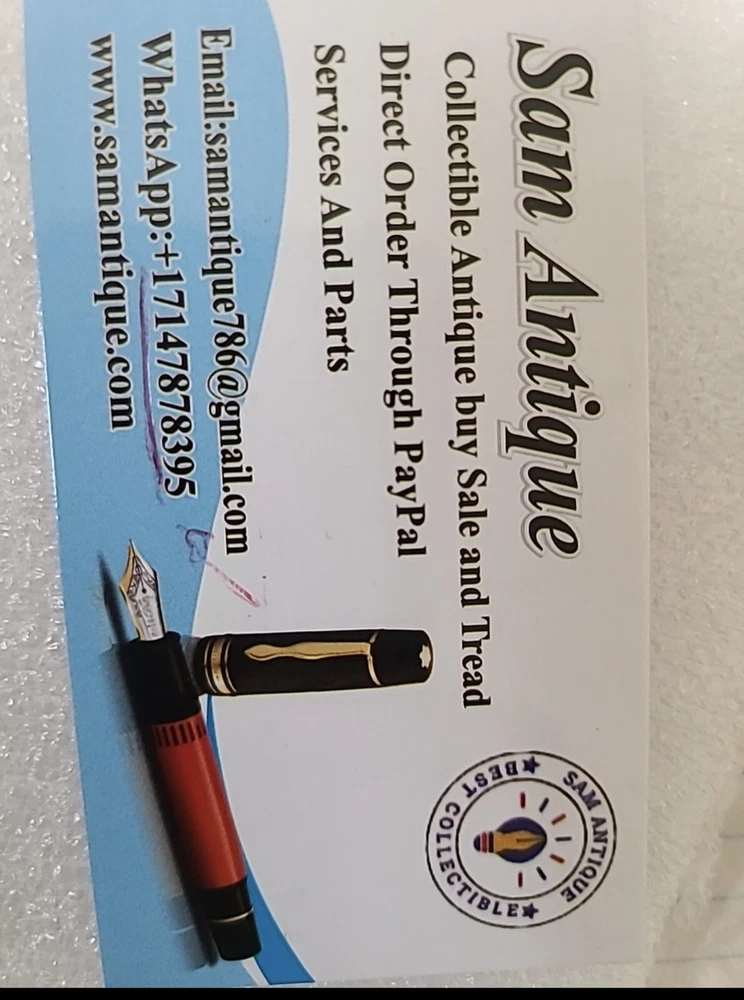 Sam Antique
Collectible Antique buy Sale and Tread
Direct Order Through PayPal
Services And Parts
Email:samantique786@gmail.com
WhatsApp:+17147878395
www.samantique.com
SAM ANTIQUE
BEST COLLECTIBLE